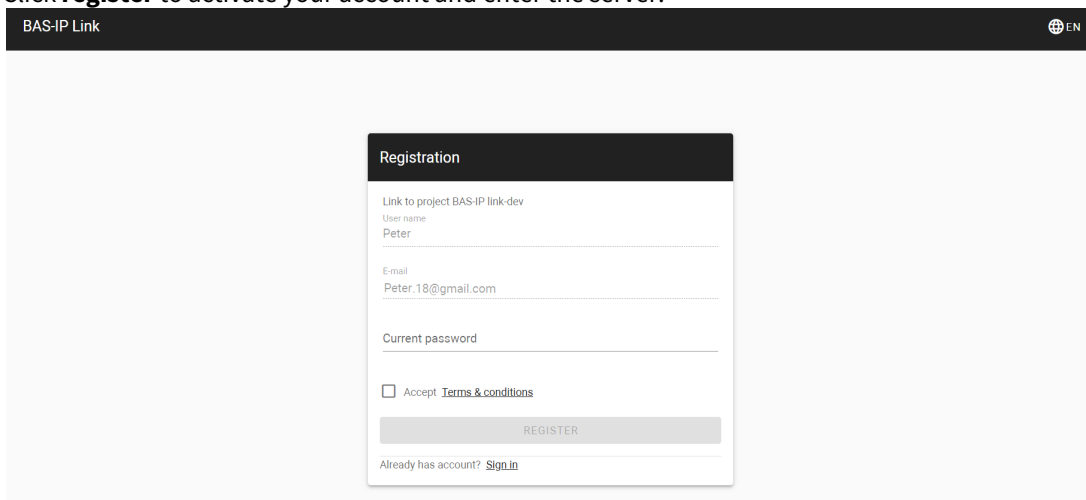 Click register to activate your account and enter the server.
BAS-IP Link
EN
Registration
Link to project BAS-IP link-dev
User name
Peter
E-mail
Peter.18@gmail.com
Current password
Accept Terms & conditions
REGISTER
Already has account? Sign in